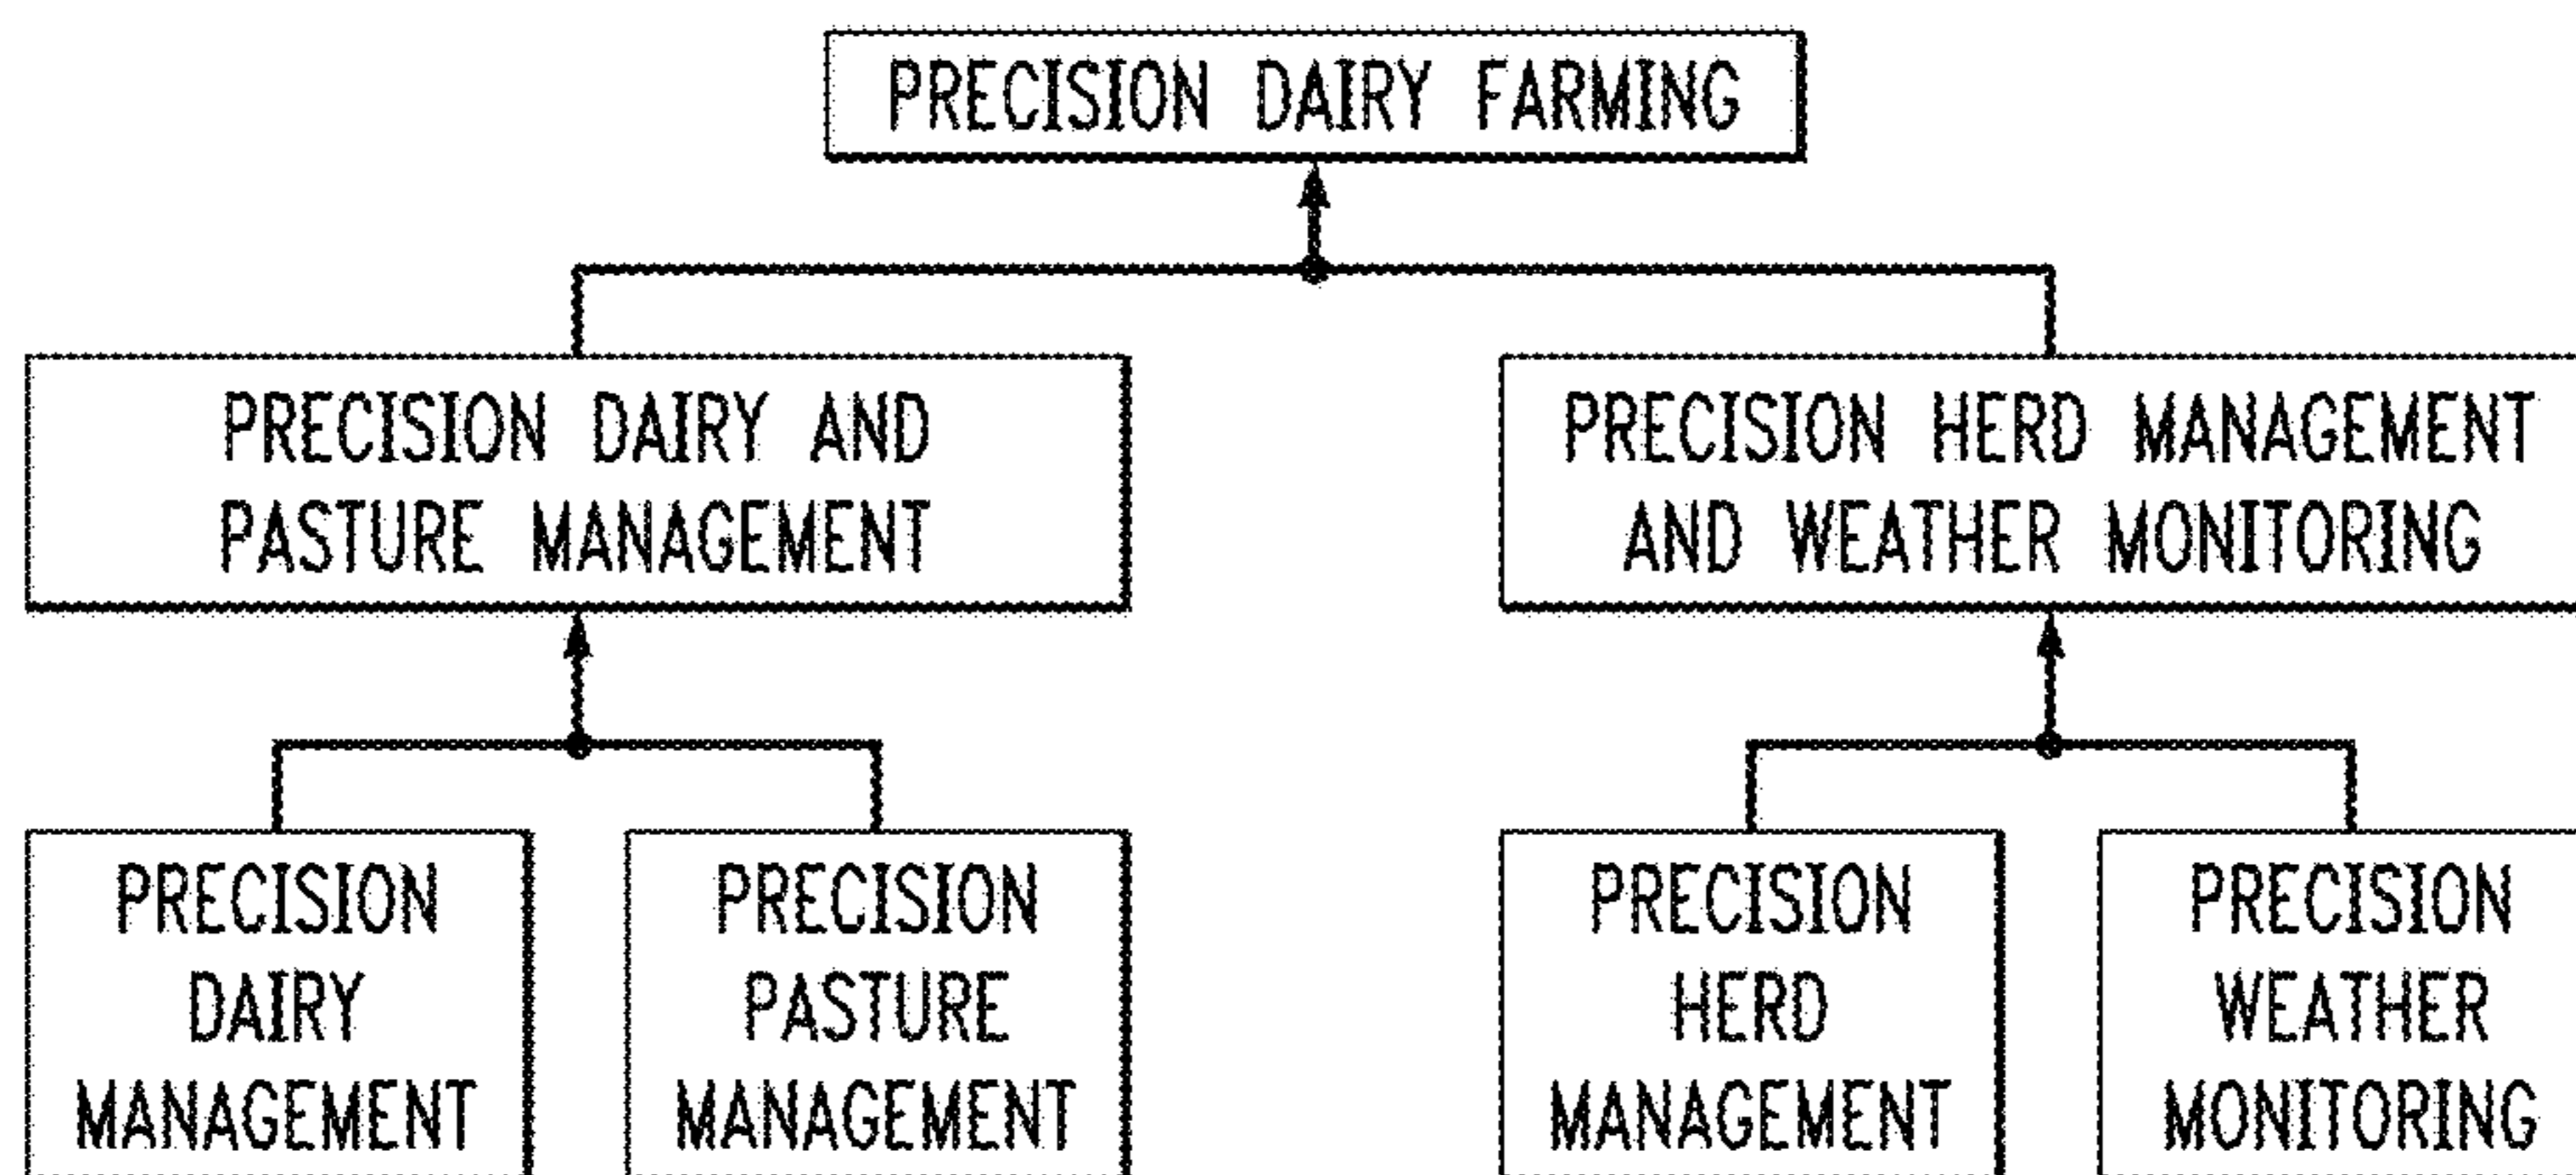 PRECISION DAIRY FARMING
PRECISION DAIRY AND
PASTURE MANAGEMENT
PRECISION HERD MANAGEMENT
AND WEATHER MONITORING
PRECISION
DAIRY
MANAGEMENT
PRECISION
PASTURE
MANAGEMENT
PRECISION
HERD
MANAGEMENT
PRECISION
WEATHER
MONITORING